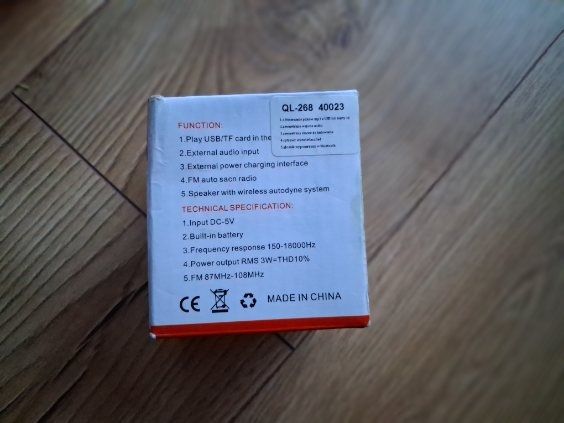 QL-268 40023
FUNCTION:
1.Play USB/TF card in the
2.External audio input
3.External power charging interface
4.FM auto sacn radio
5.Speaker with wireless autodyne system
TECHNICAL SPECIFICATION:
1.Input DC-5V
2.Built-in battery
3.Frequency response 150-18000Hz
4.Power output RMS 3W=THD10%
5.FM 87MHz-108MHz
CE MADE IN CHINA